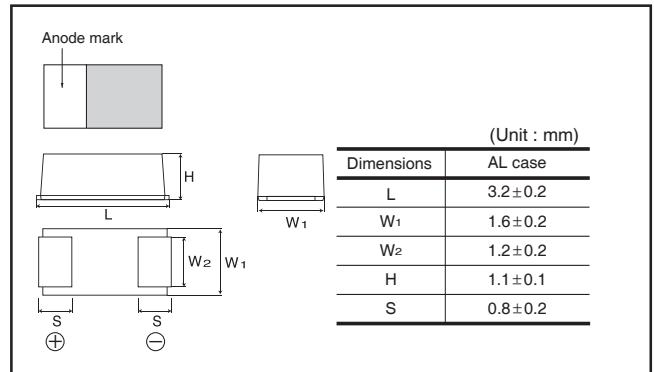 Anode mark
H
L
W1
W2
W1
S
S
⊕
⊖
(Unit : mm)
Dimensions AL case
L 3.2±0.2
W1 1.6±0.2
W2 1.2±0.2
H 1.1±0.1
S 0.8±0.2